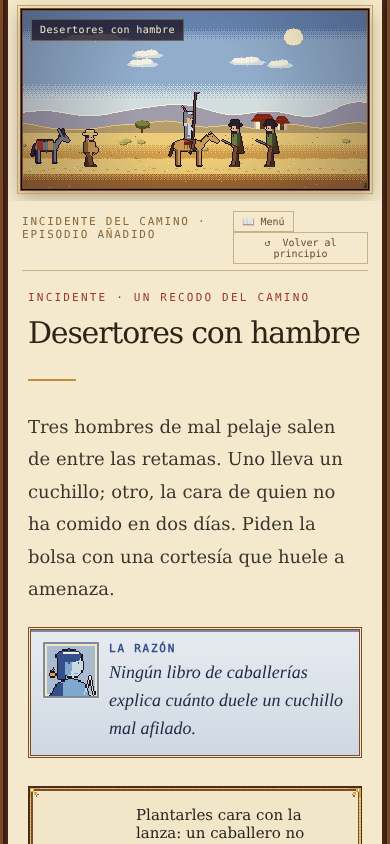 Desertores con hambre
INCIDENTE DEL CAMINO ·
EPISODIO AÑADIDO
📖 Menú
↺ Volver al
principio
INCIDENTE · UN RECODO DEL CAMINO
Desertores con hambre
Tres hombres de mal pelaje salen
de entre las retamas. Uno lleva un
cuchillo; otro, la cara de quien no
ha comido en dos días. Piden la
bolsa con una cortesía que huele a
amenaza.
LA RAZÓN
Ningún libro de caballerías
explica cuánto duele un cuchillo
mal afilado.
Plantarles cara con la
lanza: un caballero no